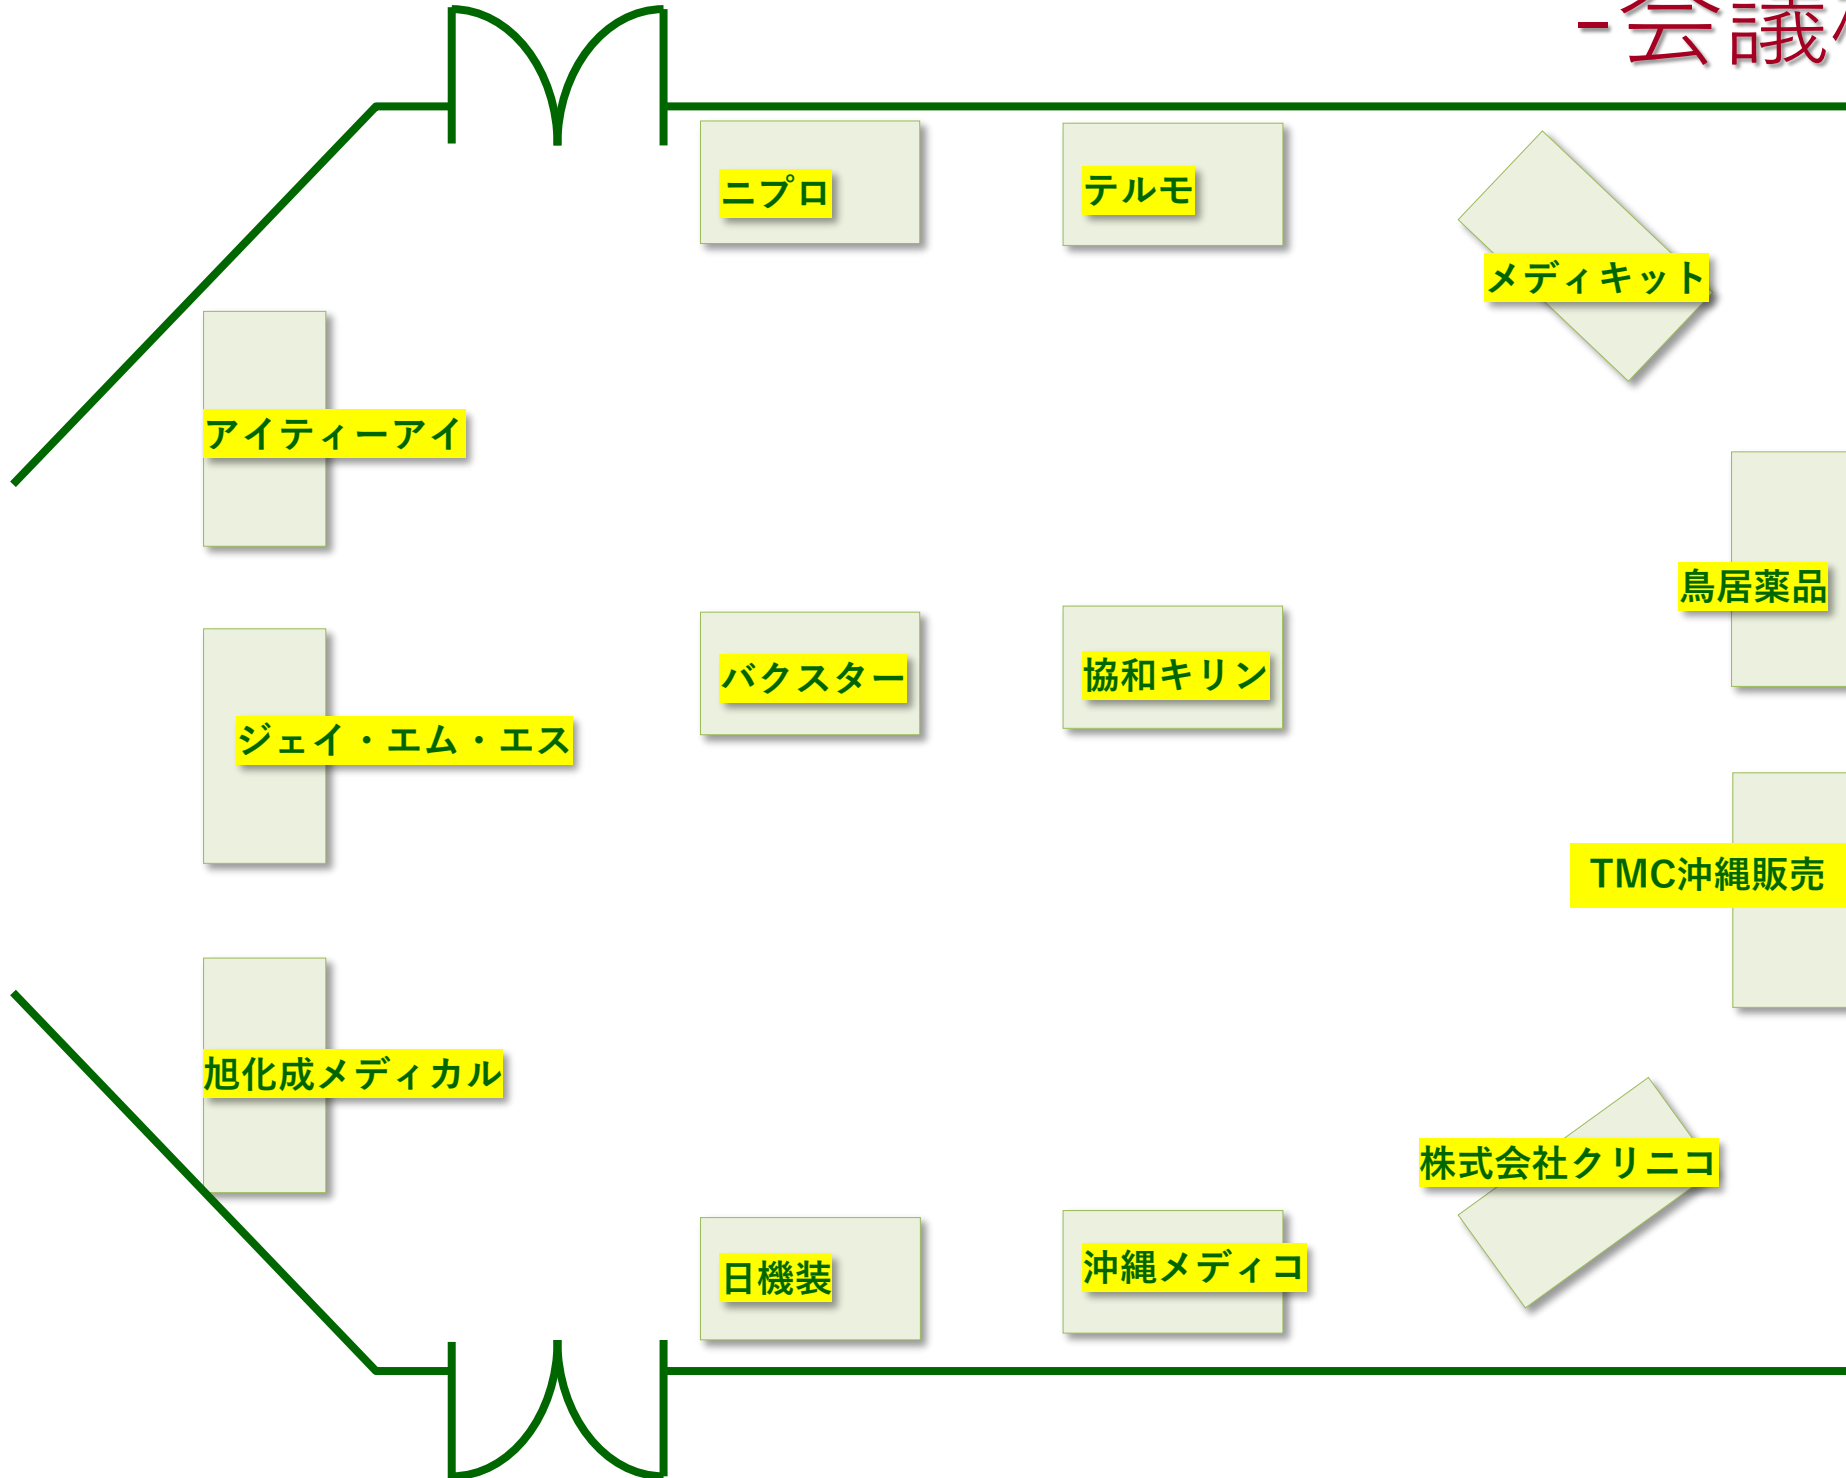 -会議
ニプロ
テルモ
メディキット
アイティーアイ
鳥居薬品
バクスター
協和キリン
ジェイ・エム・エス
TMC沖縄販売
旭化成メディカル
株式会社クリニコ
日機装
沖縄メディコ